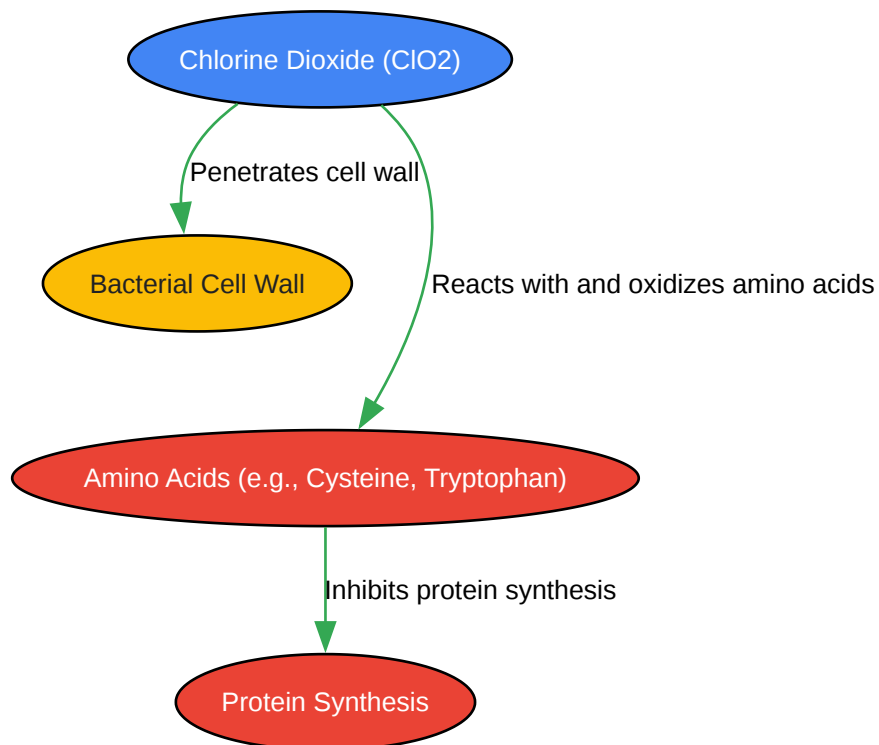 Chlorine Dioxide (ClO2)
Penetrates cell wall
Bacterial Cell Wall
Reacts with and oxidizes amino acids
Amino Acids (e.g., Cysteine, Tryptophan)
Inhibits protein synthesis
Protein Synthesis